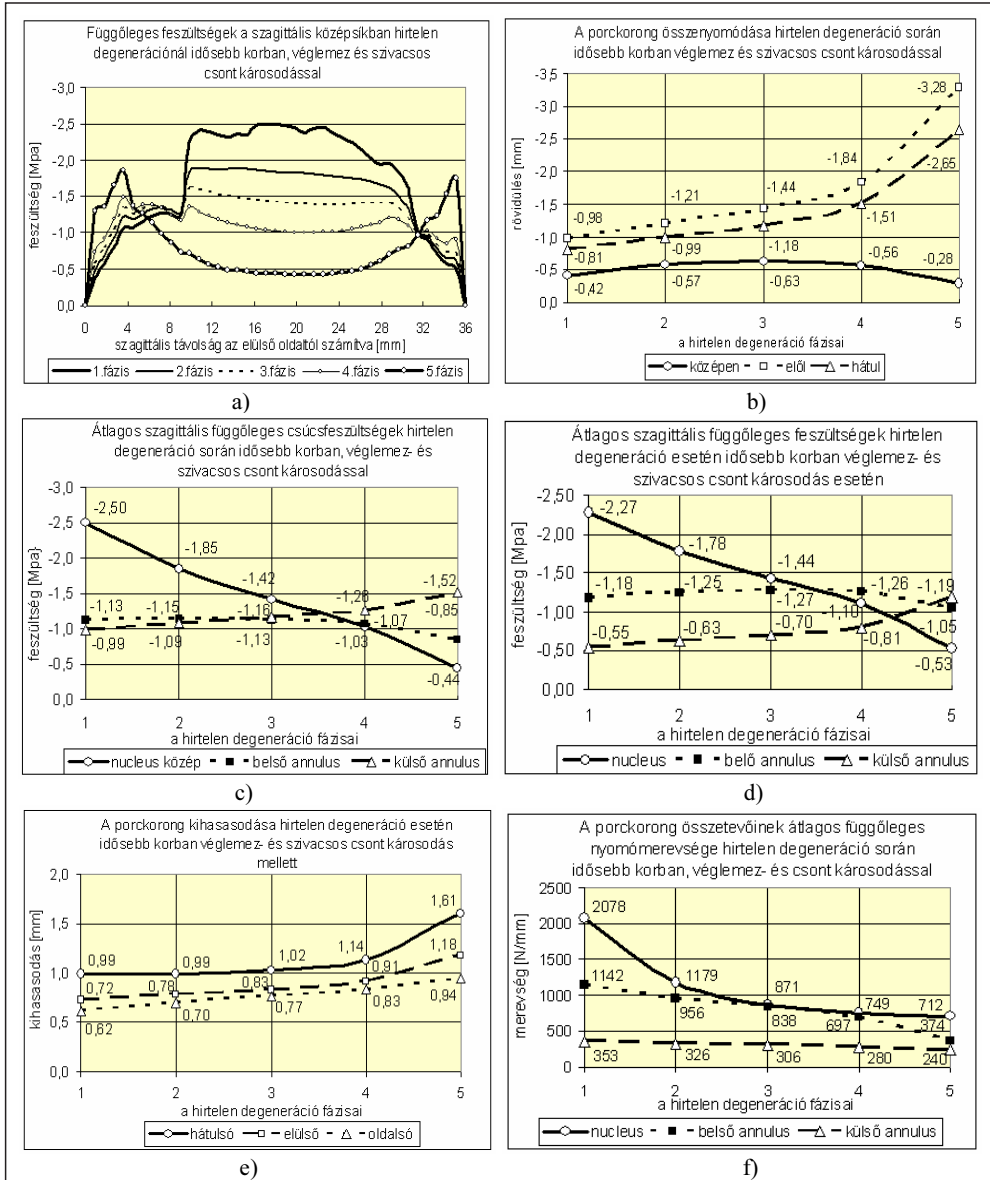 Függőleges feszültségek a szagittális középsíkban hirtelen
degenerációnál idősebb korban, véglemez és szivacsos
csont károsodással
feszültség [Mpa]
-3,0
-2,5
-2,0
-1,5
-1,0
-0,5
0,0
0 4 8 12 16 20 24 28 32 36
szagittális távolság az elülső oldaltól számítva [mm]
1.fázis 2.fázis 3.fázis 4.fázis 5.fázis
a)
A porckorong összenyomódása hirtelen degeneráció során
idősebb korban véglemez és szivacsos csont károsodással
rövidülés [mm]
-3,5
-3,0
-2,5
-2,0
-1,5
-1,0
-0,5
0,0
-0,98 -1,21 -1,44 -1,84 -3,28
-0,81 -0,99 -1,18 -1,51 -2,65
-0,42 -0,57 -0,63 -0,56 -0,28
1 2 3 4 5
a hirtelen degeneráció fázisai
középen elől hátul
b)
Átlagos szagittális függőleges csúcsfeszültségek hirtelen
degeneráció során idősebb korban, véglemez- és
szivacsos csont károsodással
feszültség [Mpa}
-3,0
-2,5
-2,0
-1,5
-1,0
-0,5
0,0
-2,50 -1,85 -1,42 -1,03 -0,44
-1,13 -1,15 -1,13 -1,07 -0,85
-0,99 -1,09 -1,16 -1,26 -1,52
1 2 3 4 5
a hirtelen degeneráció fázisai
nucleus közép belső annulus külső annulus
c)
Átlagos szagittális függőleges feszültségek hirtelen
degeneráció esetén idősebb korban véglemez- és
szivacsos csont károsodás esetén
feszültség [Mpa]
-2,50
-2,00
-1,50
-1,00
-0,50
0,00
-2,27 -1,78 -1,44 -1,10 -0,53
-1,18 -1,25 -1,27 -1,26 -1,05
-0,55 -0,63 -0,70 -0,81 -1,19
1 2 3 4 5
a hirtelen degeneráció fázisai
nucleus belő annulus külső annulus
d)
A porckorong kihasasodása hirtelen degeneráció esetén
idősebb korban véglemez- és szivacsos csont károsodás
mellett
kihasasodás [mm]
2,0
1,5
1,0
0,5
0,0
0,99 0,99 1,02 1,14 1,61
0,72 0,78 0,83 0,91 1,18
0,62 0,70 0,77 0,83 0,94
1 2 3 4 5
a hirtelen degeneráció fázisai
hátulsó elülső oldalsó
e)
A porckorong összetevőinek átlagos függőleges
nyomómerevsége hirtelen degeneráció során
idősebb korban, véglemez- és csont károsodással
merevség [N/mm]
2500
2000
1500
1000
500
0
2078 1179 871 749 712
1142 956 838 697 374
353 326 306 280 240
1 2 3 4 5
a hirtelen degeneráció fázisai
nucleus belső annulus külső annulus
f)